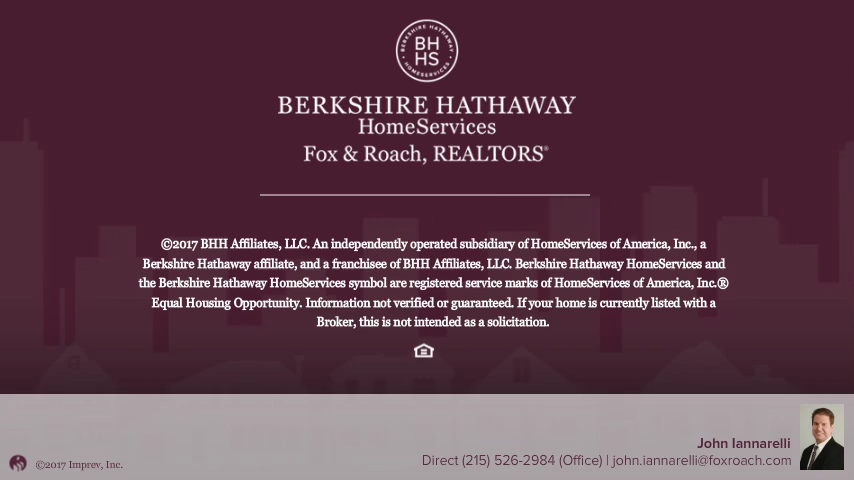 BERKSHIRE HATHAWAY
HOMESERVICES
BH
HS
BERKSHIRE HATHAWAY
HomeServices
Fox & Roach, REALTORS®
©2017 BHH Affiliates, LLC. An independently operated subsidiary of HomeServices of America, Inc., a
Berkshire Hathaway affiliate, and a franchisee of BHH Affiliates, LLC. Berkshire Hathaway HomeServices and
the Berkshire Hathaway HomeServices symbol are registered service marks of HomeServices of America, Inc.®
Equal Housing Opportunity. Information not verified or guaranteed. If your home is currently listed with a
Broker, this is not intended as a solicitation.
John Iannarelli
Direct (215) 526-2984 (Office) | john.iannarelli@foxroach.com
©2017 Imprev, Inc.